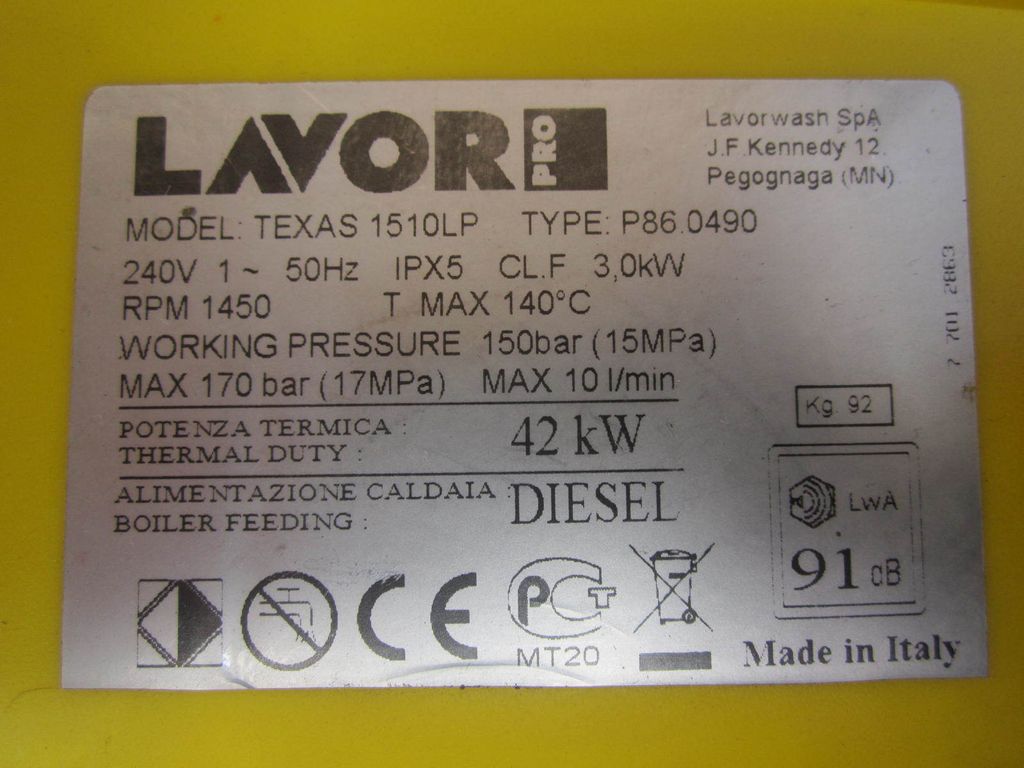 LAVOR PRO
Lavorwash SpA
J.F.Kennedy 12.
Pegognaga (MN)
MODEL: TEXAS 1510LP TYPE: P86.0490
240V 1~ 50Hz IPX5 CL.F 3,0kW
RPM 1450 T MAX 140°C
WORKING PRESSURE 150bar (15MPa)
MAX 170 bar (17MPa) MAX 10 l/min
7 701 2863
Kg. 92
POTENZA TERMICA :
THERMAL DUTY : 42 kW
ALIMENTAZIONE CALDAIA :
BOILER FEEDING : DIESEL
LWA
91 dB
CE
PCT
MT20
Made in Italy